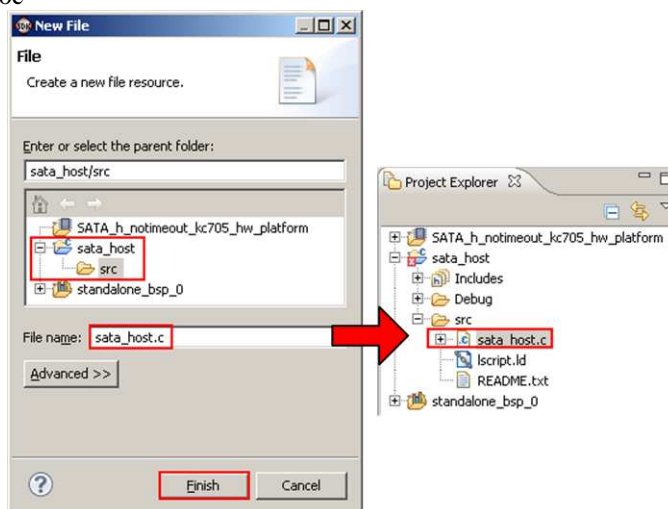 New File
File
Create a new file resource.
Enter or select the parent folder:
sata_host/src
SATA_h_notimeout_kc705_hw_platform
sata_host
src
standalone_bsp_0
File name: sata_host.c
Advanced >>
Finish
Cancel
Project Explorer
SATA_h_notimeout_kc705_hw_platform
sata_host
Includes
Debug
src
sata_host.c
lscript.ld
README.txt
standalone_bsp_0